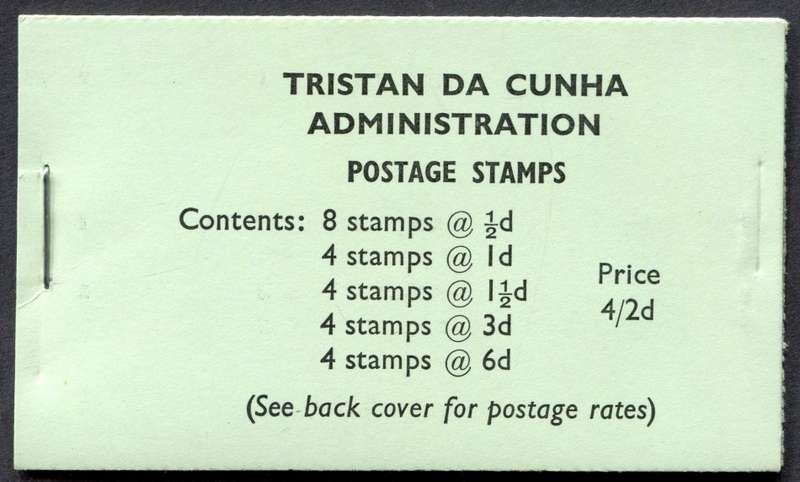 TRISTAN DA CUNHA
ADMINISTRATION
POSTAGE STAMPS
Contents: 8 stamps @ ½d
4 stamps @ 1d
4 stamps @ 1½d
4 stamps @ 3d
4 stamps @ 6d
Price
4/2d
(See back cover for postage rates)